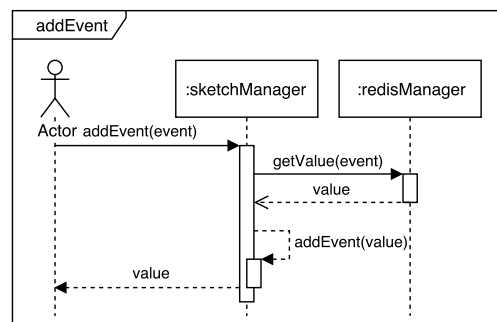 addEvent
:sketchManager
:redisManager
Actor
addEvent(event)
getValue(event)
value
addEvent(value)
value